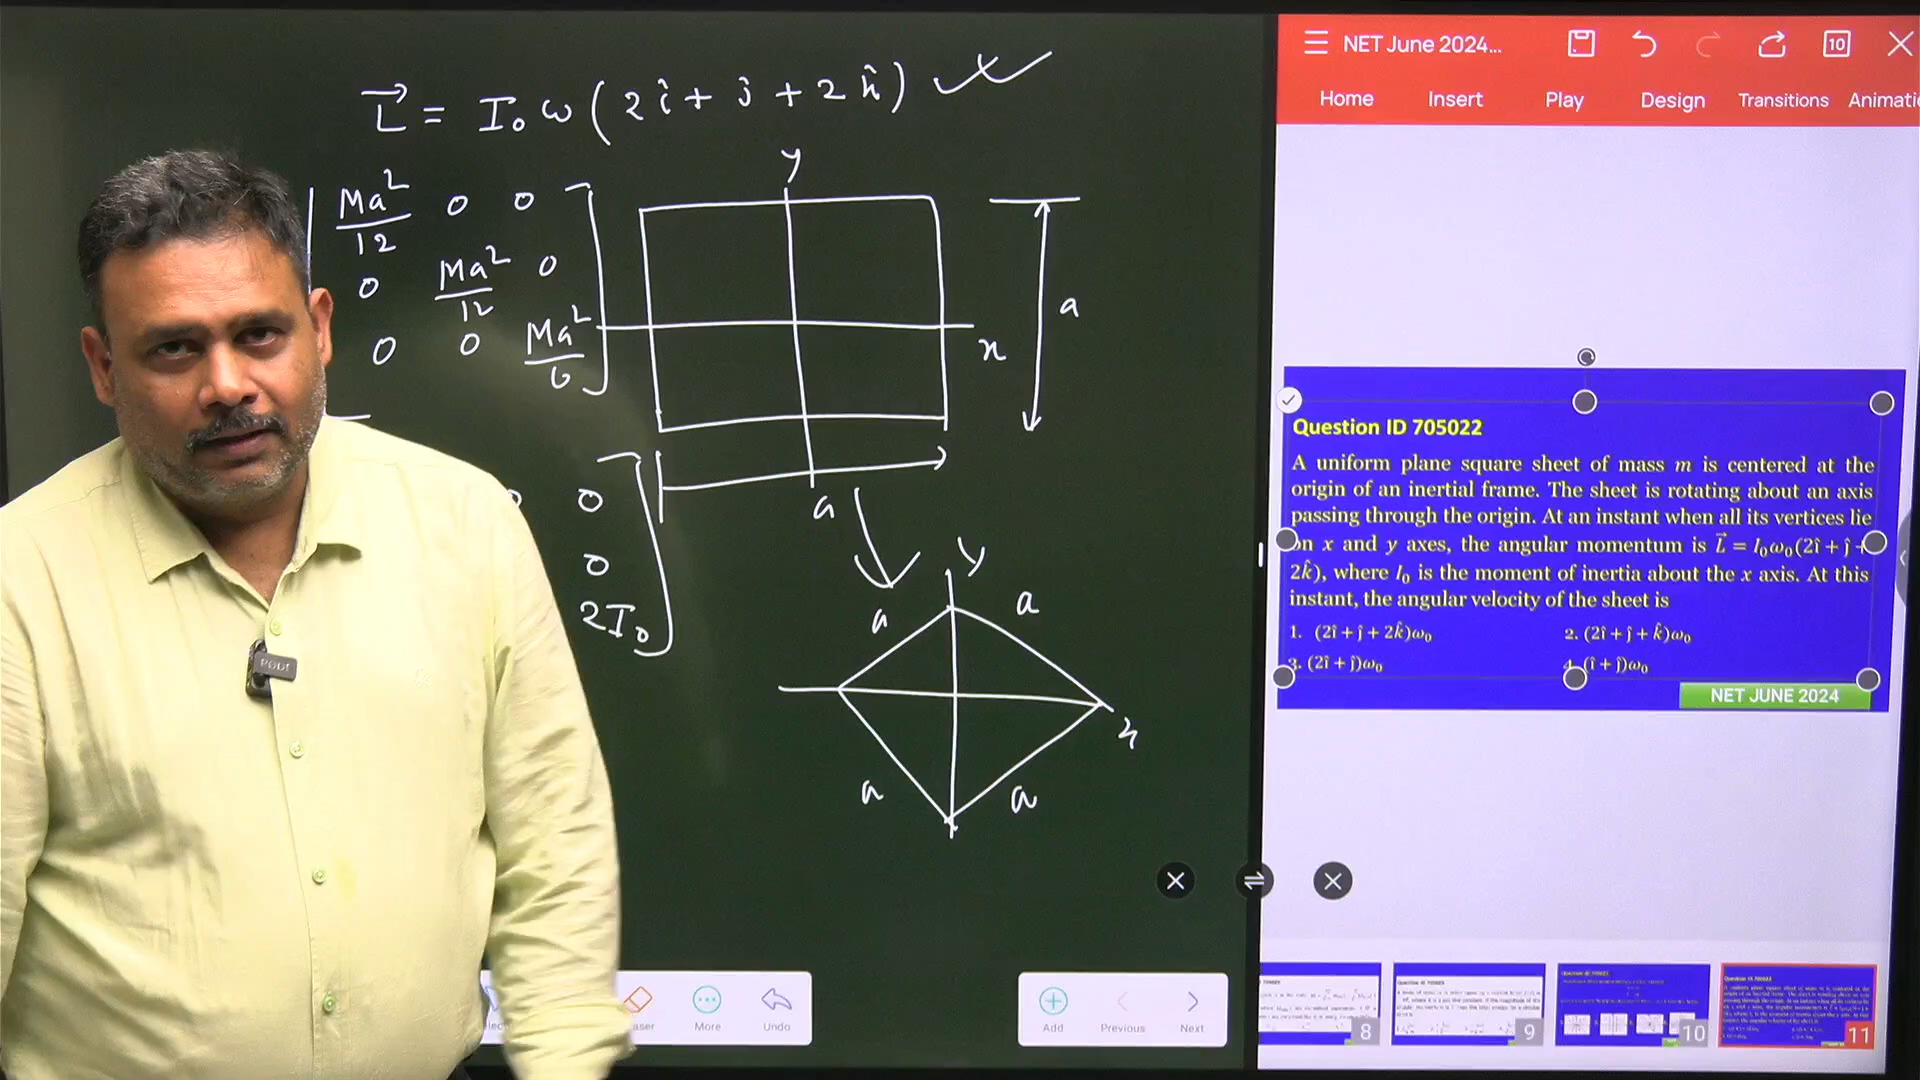 L⃗ = I₀ ω ( 2î + ĵ + 2k̂ )
Ma²/12 0 0
0 Ma²/12 0
0 0 Ma²/6
y
x
a
a
0
0
2I₀
y
a
a
a
a
x
PODI
More
Undo
Add
Previous
Next
NET June 2024...
10
Home
Insert
Play
Design
Transitions
Animati
Question ID 705022
A uniform plane square sheet of mass m is centered at the
origin of an inertial frame. The sheet is rotating about an axis
passing through the origin. At an instant when all its vertices lie
on x and y axes, the angular momentum is L⃗ = I₀ω₀(2î + ĵ +
2k̂), where I₀ is the moment of inertia about the x axis. At this
instant, the angular velocity of the sheet is
1. (2î + ĵ + 2k̂)ω₀ 2. (2î + ĵ + k̂)ω₀
3. (2î + ĵ)ω₀ 4. (î + ĵ)ω₀
NET JUNE 2024
8
9
10
11